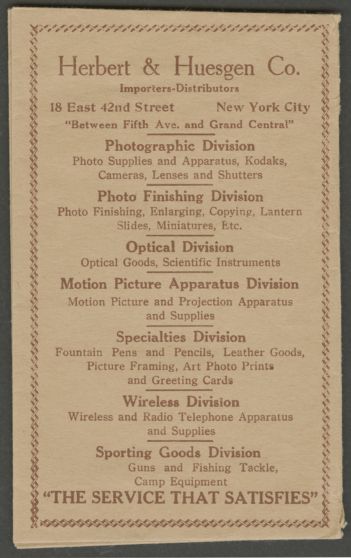 Herbert & Huesgen Co.
Importers-Distributors
18 East 42nd Street New York City
"Between Fifth Ave. and Grand Central"
Photographic Division
Photo Supplies and Apparatus, Kodaks,
Cameras, Lenses and Shutters
Photo Finishing Division
Photo Finishing, Enlarging, Copying, Lantern
Slides, Miniatures, Etc.
Optical Division
Optical Goods, Scientific Instruments
Motion Picture Apparatus Division
Motion Picture and Projection Apparatus
and Supplies
Specialties Division
Fountain Pens and Pencils, Leather Goods,
Picture Framing, Art Photo Prints
and Greeting Cards
Wireless Division
Wireless and Radio Telephone Apparatus
and Supplies
Sporting Goods Division
Guns and Fishing Tackle,
Camp Equipment
"THE SERVICE THAT SATISFIES"